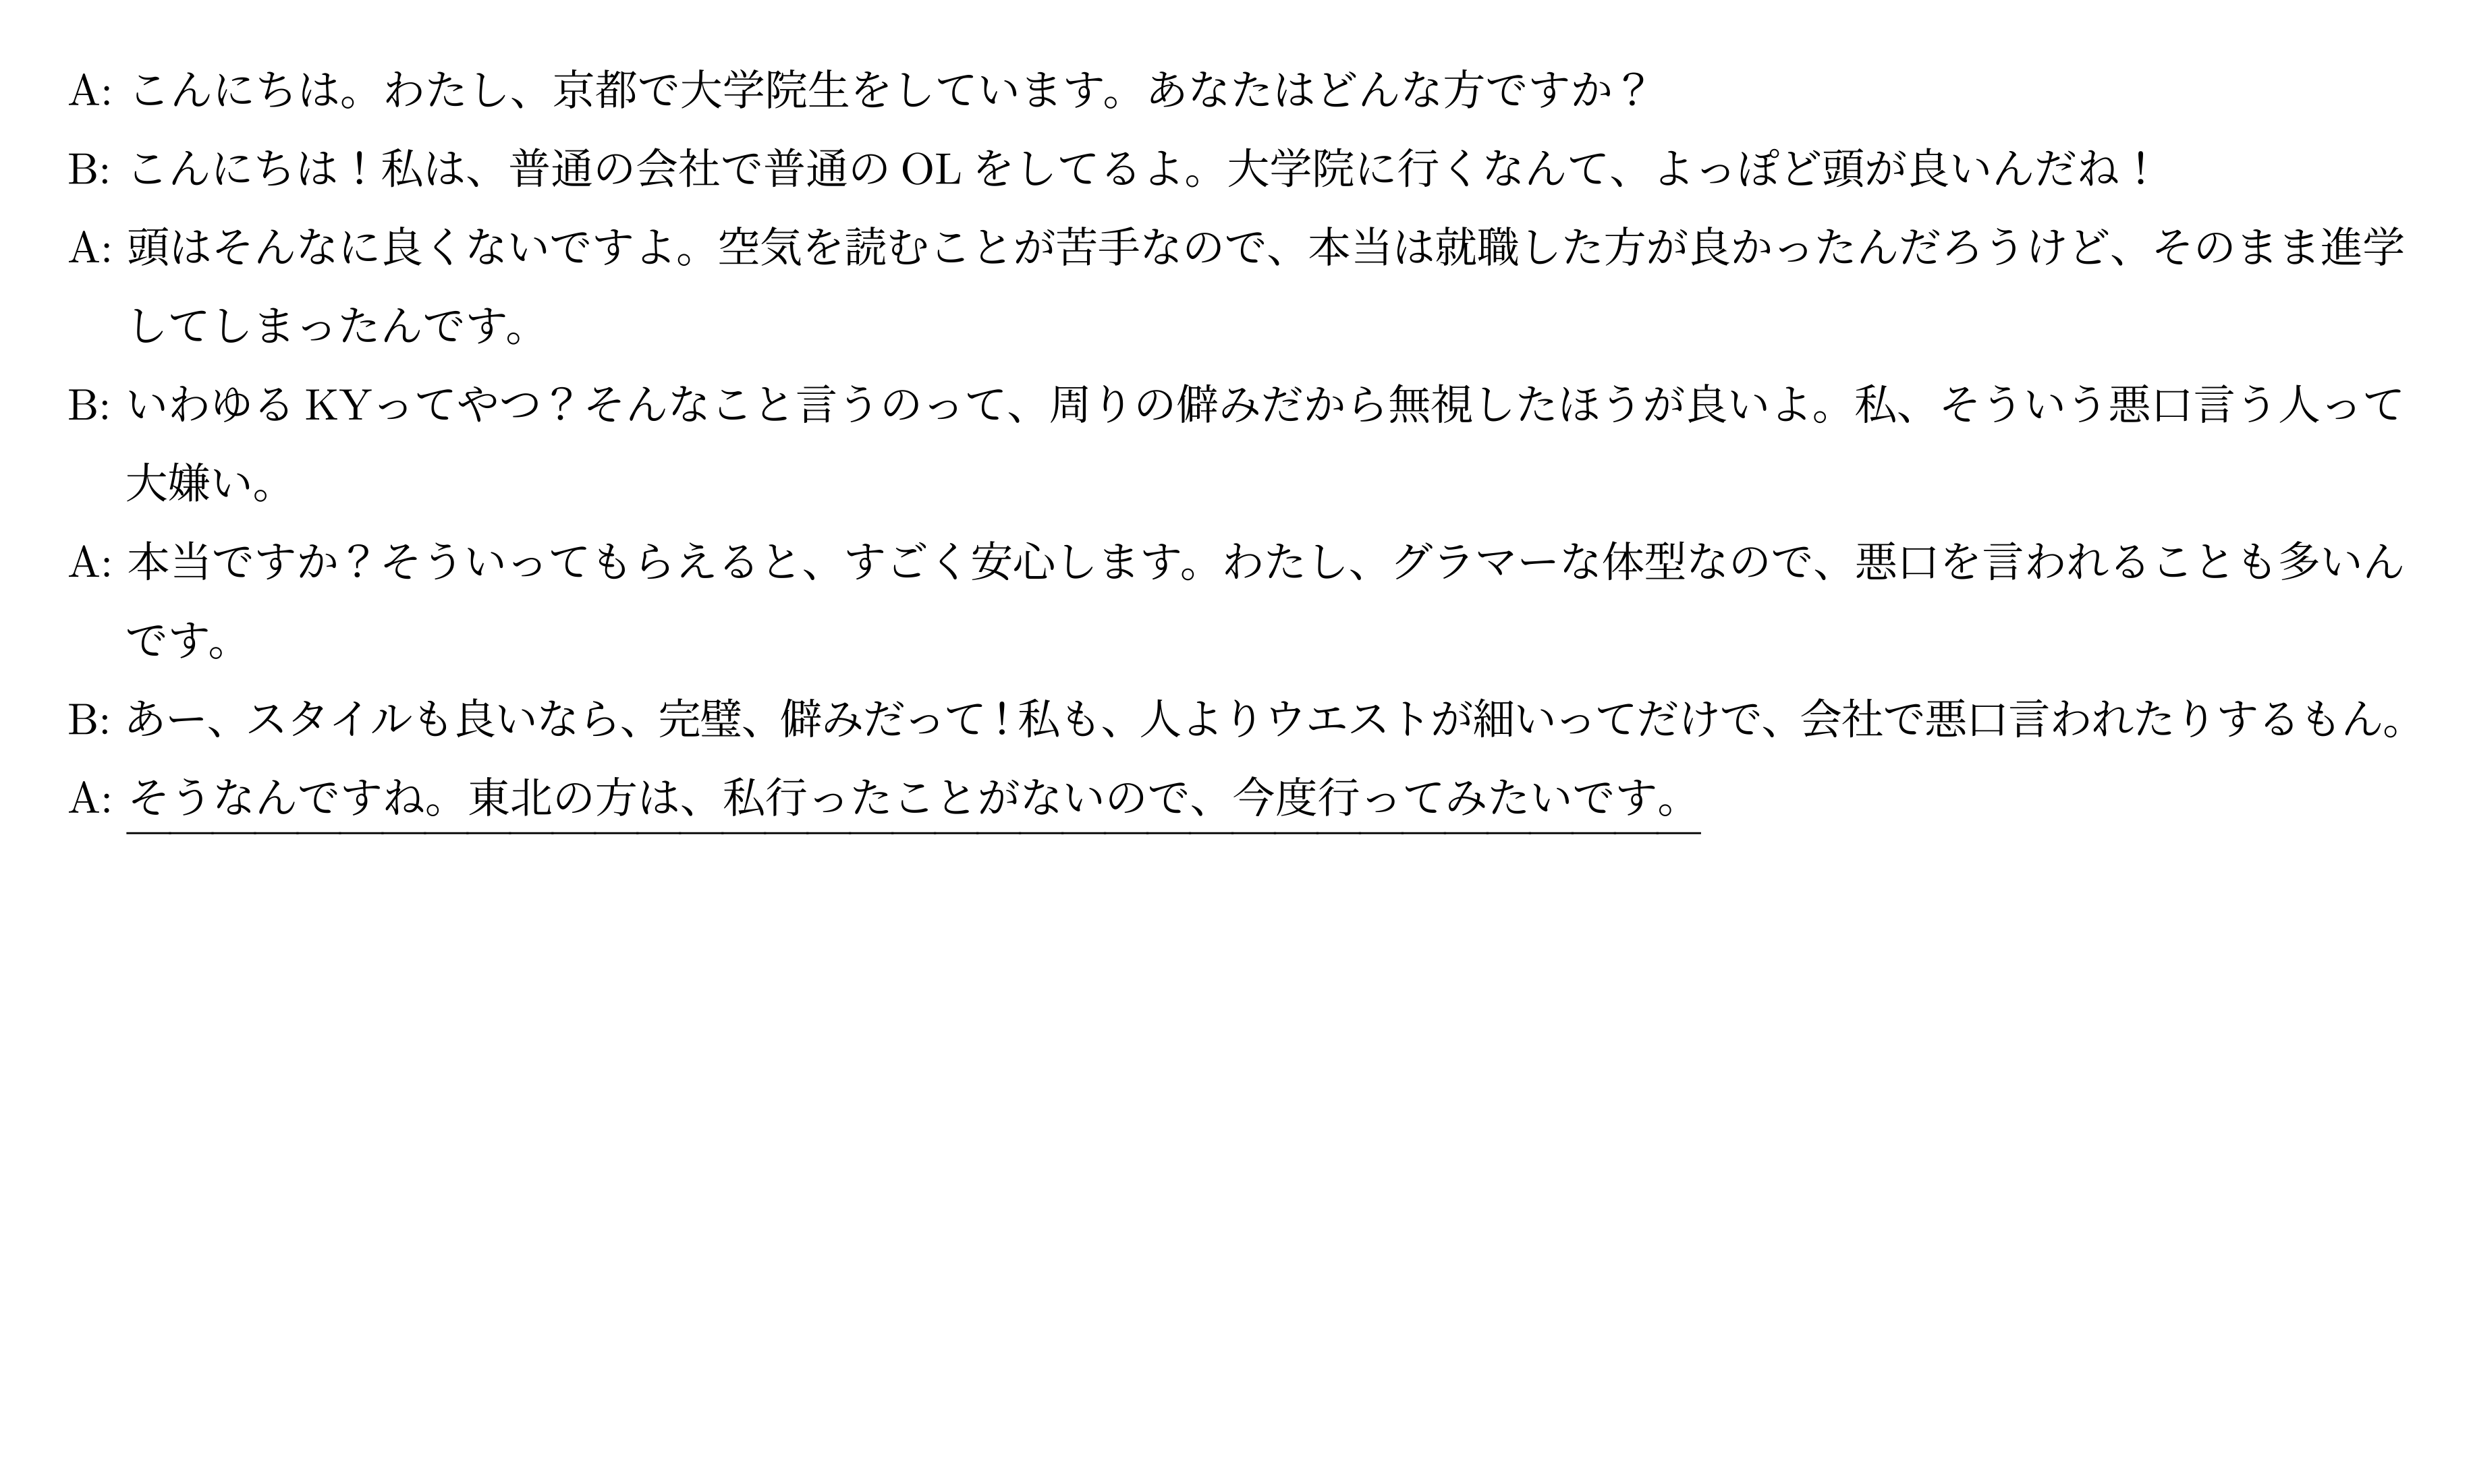 A: こんにちは。わたし、京都で大学院生をしています。あなたはどんな方ですか？
B: こんにちは！私は、普通の会社で普通の OL をしてるよ。大学院に行くなんて、よっぽど頭が良いんだね！
A: 頭はそんなに良くないですよ。空気を読むことが苦手なので、本当は就職した方が良かったんだろうけど、そのまま進学
してしまったんです。
B: いわゆる KYってやつ？そんなこと言うのって、周りの僻みだから無視したほうが良いよ。私、そういう悪口言う人って
大嫌い。
A: 本当ですか？そういってもらえると、すごく安心します。わたし、グラマーな体型なので、悪口を言われることも多いん
です。
B: あー、スタイルも良いなら、完璧、僻みだって！私も、人よりウエストが細いってだけで、会社で悪口言われたりするもん。
A: そうなんですね。東北の方は、私行ったことがないので、今度行ってみたいです。